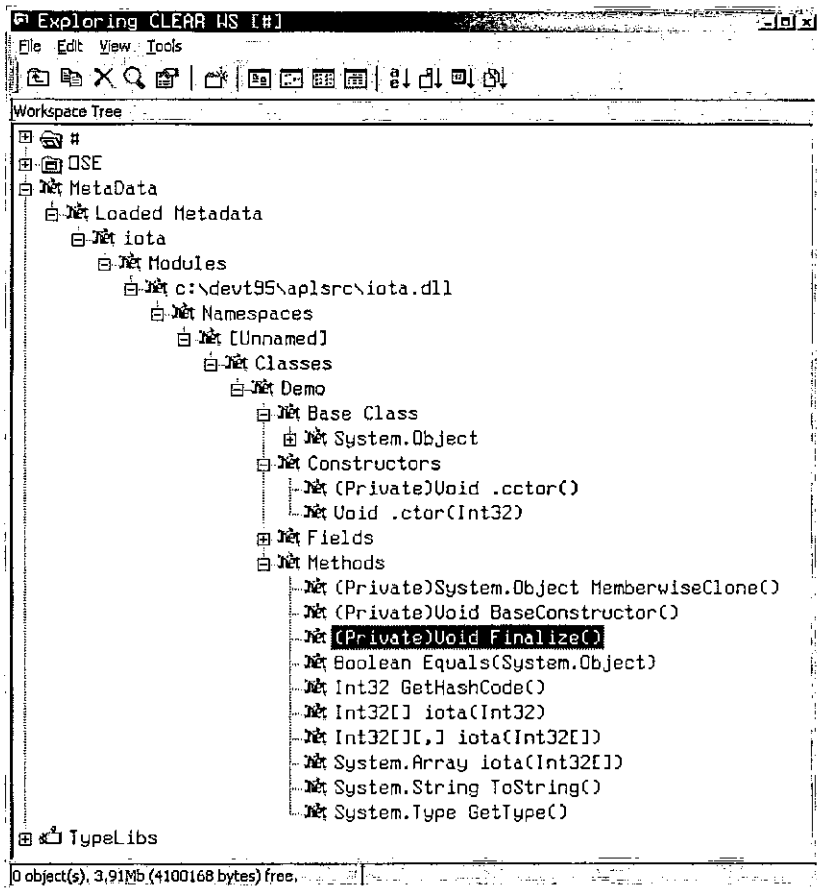 Exploring CLEAR WS [#]
File Edit View Tools
Workspace Tree
#
⎕SE
MetaData
Loaded Metadata
iota
Modules
c:\devt95\aplsrc\iota.dll
Namespaces
[Unnamed]
Classes
Demo
Base Class
System.Object
Constructors
(Private)Void .cctor()
Void .ctor(Int32)
Fields
Methods
(Private)System.Object MemberwiseClone()
(Private)Void BaseConstructor()
(Private)Void Finalize()
Boolean Equals(System.Object)
Int32 GetHashCode()
Int32[] iota(Int32)
Int32[][,] iota(Int32[])
System.Array iota(Int32[])
System.String ToString()
System.Type GetType()
TypeLibs
0 object(s), 3.91Mb (4100168 bytes) free.